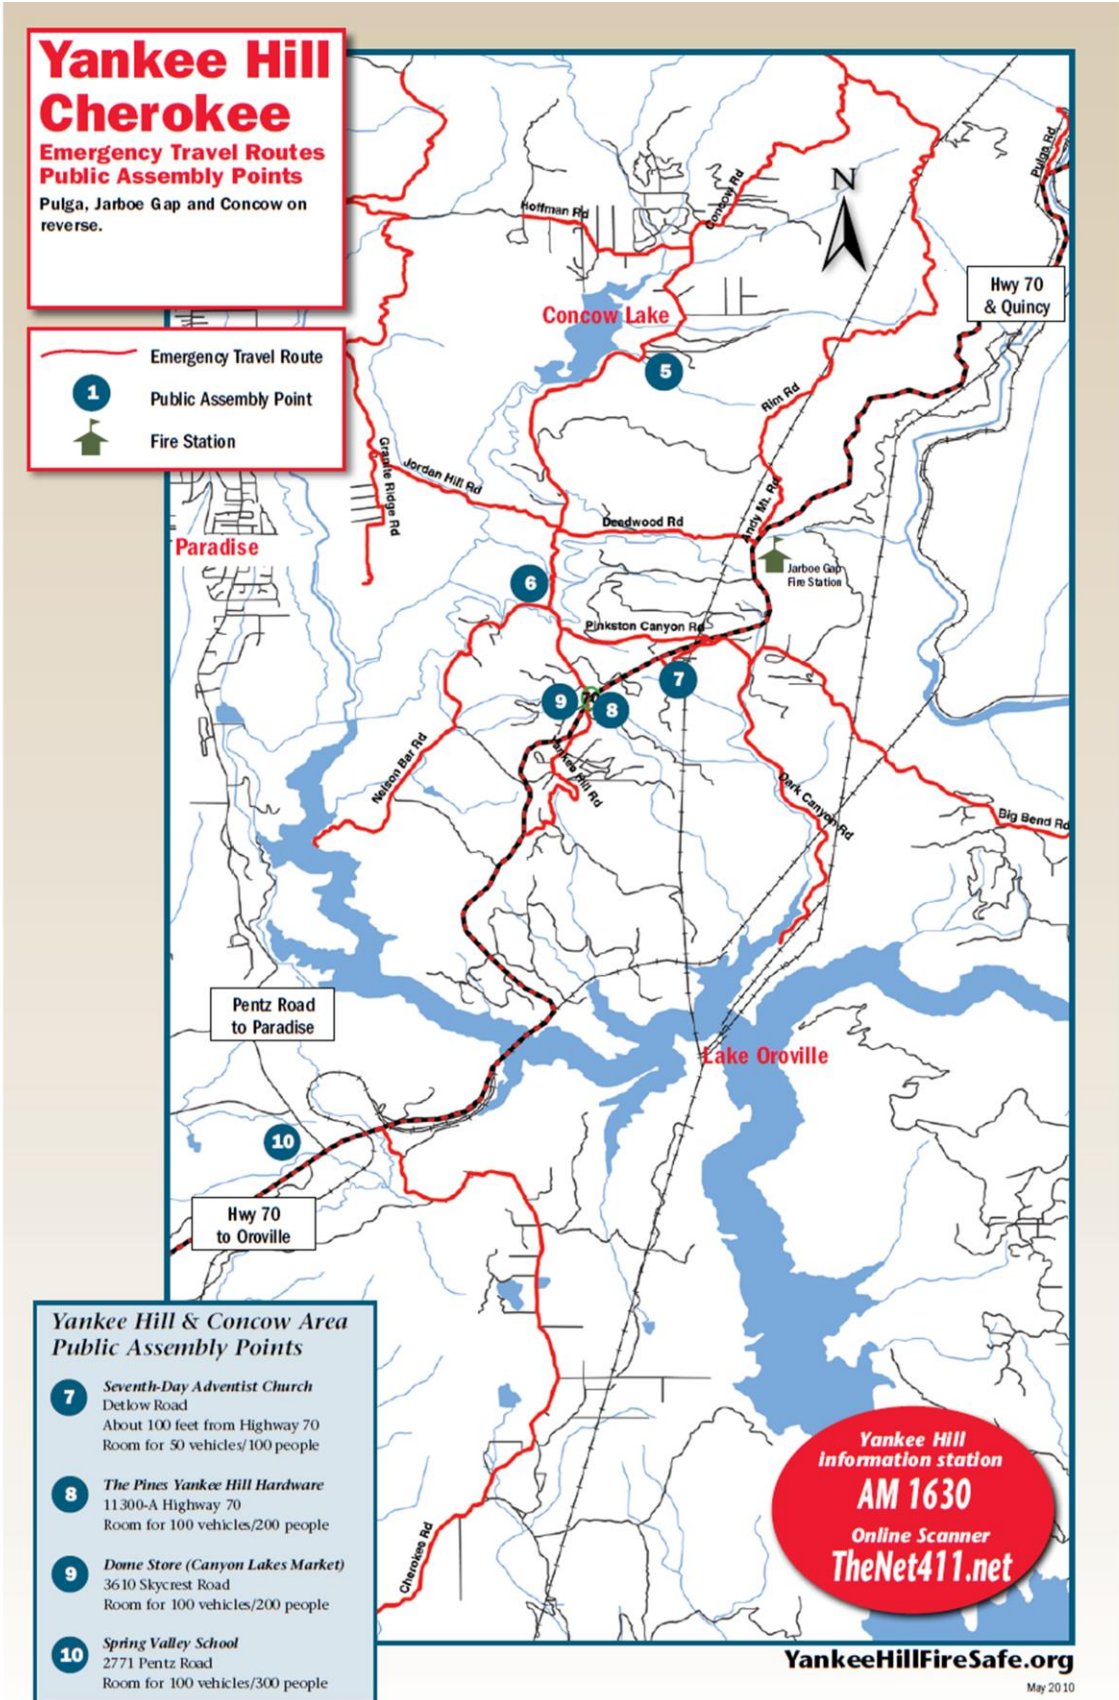 Yankee Hill
Cherokee
Emergency Travel Routes
Public Assembly Points
Pulga, Jarboe Gap and Concow on
reverse.
Emergency Travel Route
1
Public Assembly Point
Fire Station
N
Pulga Rd
Hoffman Rd
Concow Rd
Hwy 70
& Quincy
Concow Lake
5
Rim Rd
Granite Ridge Rd
Jordan Hill Rd
Andy Mt. Rd
Deadwood Rd
Paradise
Jarboe Gap
Fire Station
6
Pinkston Canyon Rd
7
9
70
8
Nelson Bar Rd
Yankee Hill Rd
Dark Canyon Rd
Big Bend Rd
Pentz Road
to Paradise
Lake Oroville
10
Hwy 70
to Oroville
Cherokee Rd
Yankee Hill & Concow Area
Public Assembly Points
7
Seventh-Day Adventist Church
Detlow Road
About 100 feet from Highway 70
Room for 50 vehicles/100 people
8
The Pines Yankee Hill Hardware
11300-A Highway 70
Room for 100 vehicles/200 people
9
Dome Store (Canyon Lakes Market)
3610 Skycrest Road
Room for 100 vehicles/200 people
10
Spring Valley School
2771 Pentz Road
Room for 100 vehicles/300 people
Yankee Hill
information station
AM 1630
Online Scanner
TheNet411.net
YankeeHillFireSafe.org
May 2010